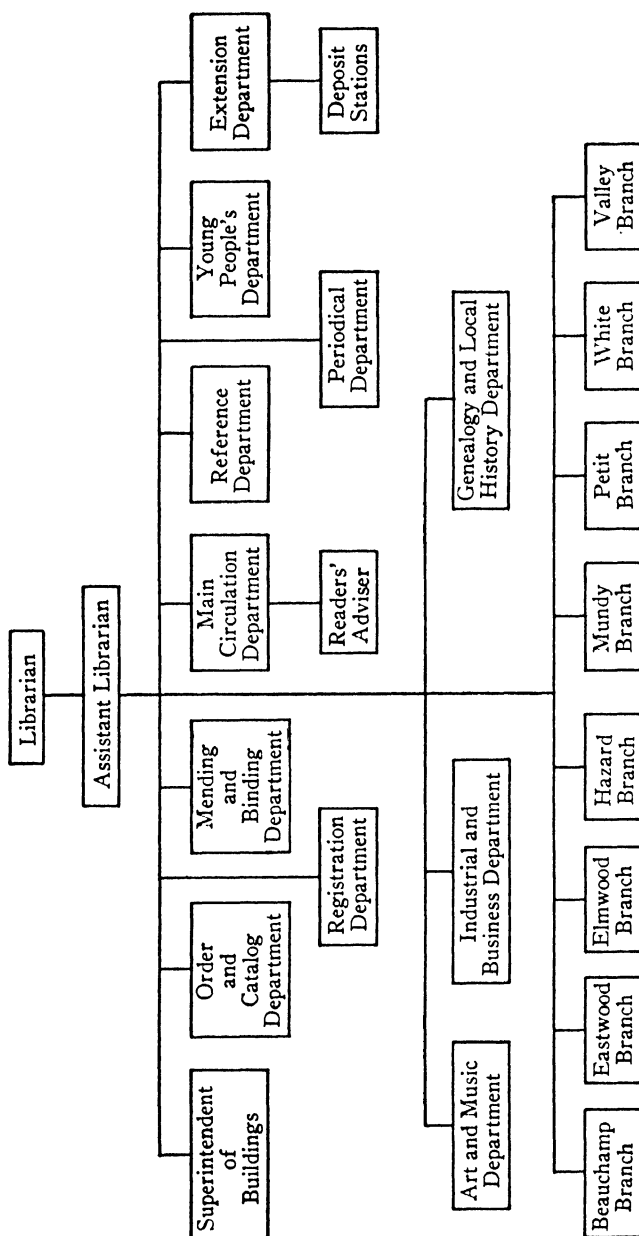 Librarian
Assistant Librarian
Superintendent
of
Buildings
Order
and
Catalog
Department
Mending
and
Binding
Department
Main
Circulation
Department
Reference
Department
Young
People's
Department
Extension
Department
Registration
Department
Readers'
Adviser
Periodical
Department
Deposit
Stations
Art and Music
Department
Industrial and
Business Department
Genealogy and Local
History Department
Beauchamp
Branch
Eastwood
Branch
Elmwood
Branch
Hazard
Branch
Mundy
Branch
Petit
Branch
White
Branch
Valley
Branch